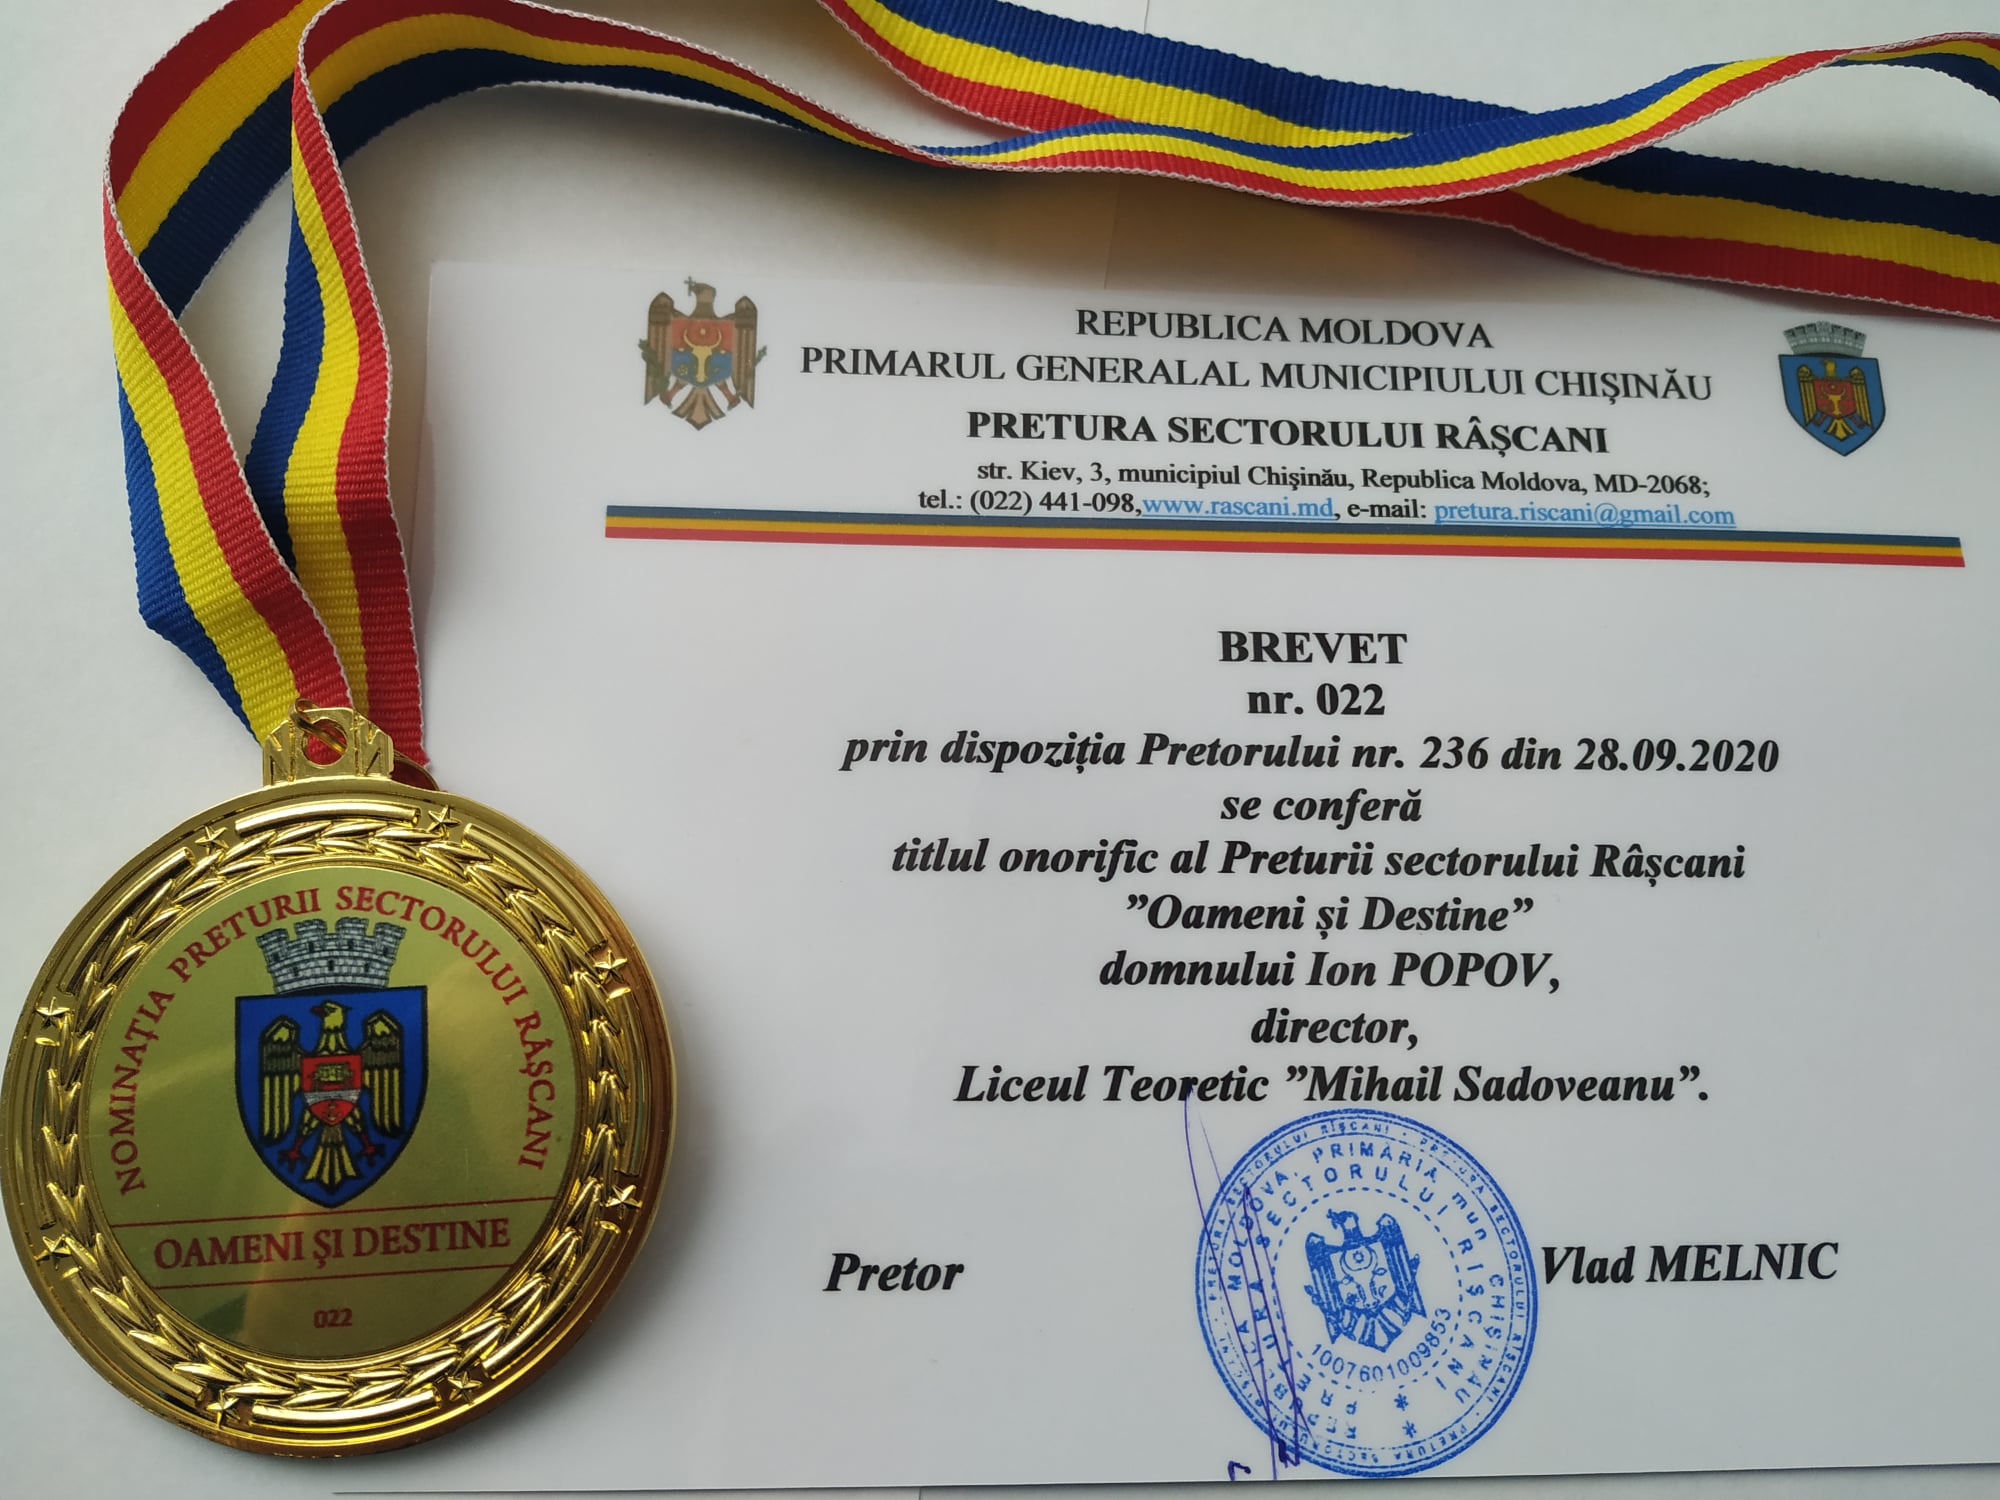 REPUBLICA MOLDOVA
PRIMARUL GENERALAL MUNICIPIULUI CHIȘINĂU
PRETURA SECTORULUI RÂȘCANI
str. Kiev, 3, municipiul Chişinău, Republica Moldova, MD-2068;
tel.: (022) 441-098,www.rascani.md, e-mail: pretura.riscani@gmail.com
BREVET
nr. 022
prin dispoziția Pretorului nr. 236 din 28.09.2020
se conferă
titlul onorific al Preturii sectorului Râșcani
”Oameni și Destine”
domnului Ion POPOV,
director,
Liceul Teoretic ”Mihail Sadoveanu”.
Pretor
Vlad MELNIC
MOLDOVA, PRIMĂRIA mun CHIȘINĂU
SECTORULUI RÎȘCANI
1007601009853
NOMINAȚIA PRETURII SECTORULUI RÂȘCANI
OAMENI ȘI DESTINE
022